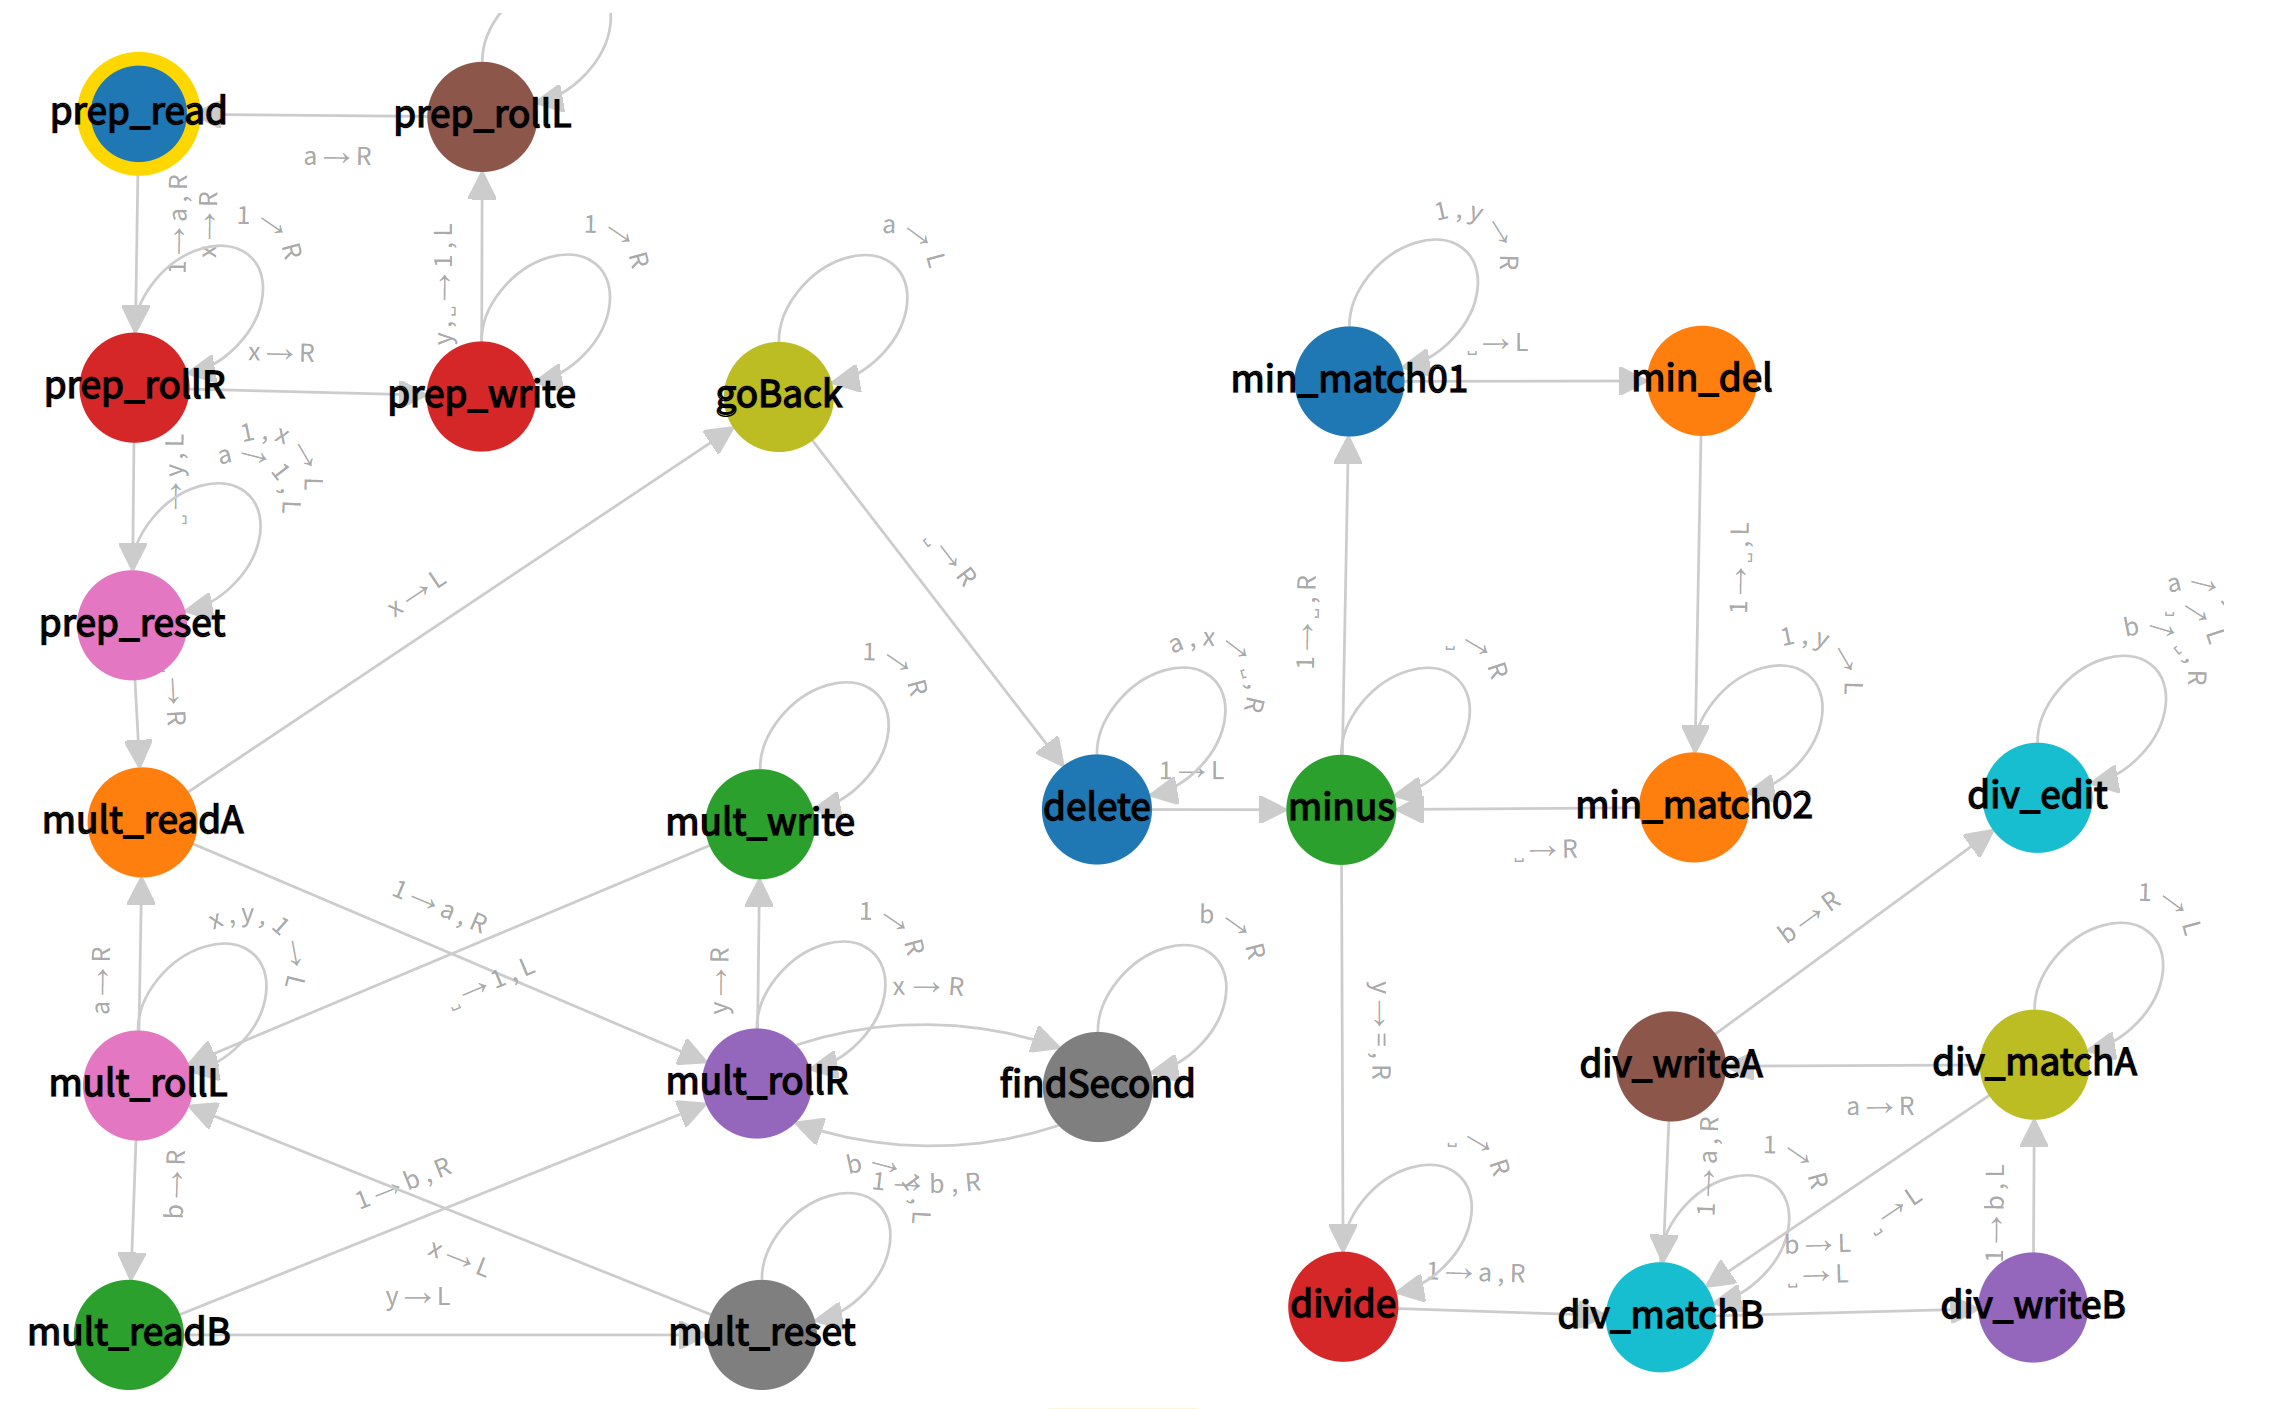 prep_read
prep_rollL
a→R
1→a,R
x→R
1→R
y,␣→1,L
1→R
a→L
1,y→R
prep_rollR
x→R
prep_write
goBack
min_match01
␣→L
min_del
␣→y,L
1,x→L
a→1,L
x→L
␣→R
1→␣,R
1→␣,L
prep_reset
→R
1→R
a,x→␣,R
␣→R
1,y→L
a→
␣→L
b→␣,R
mult_readA
mult_write
delete
1→L
minus
min_match02
␣→R
div_edit
a→R
x,y,1→L
1→a,R
␣→1,L
y→R
1→R
x→R
b→R
y→=,R
b→R
1→L
mult_rollL
mult_rollR
findSecond
div_writeA
div_matchA
a→R
b→R
1→b,R
x→L
y→L
b→1,L
1→b,R
␣→R
1→a,R
1→R
␣→L
b→L
␣→L
1→b,L
mult_readB
mult_reset
divide
1→a,R
div_matchB
div_writeB